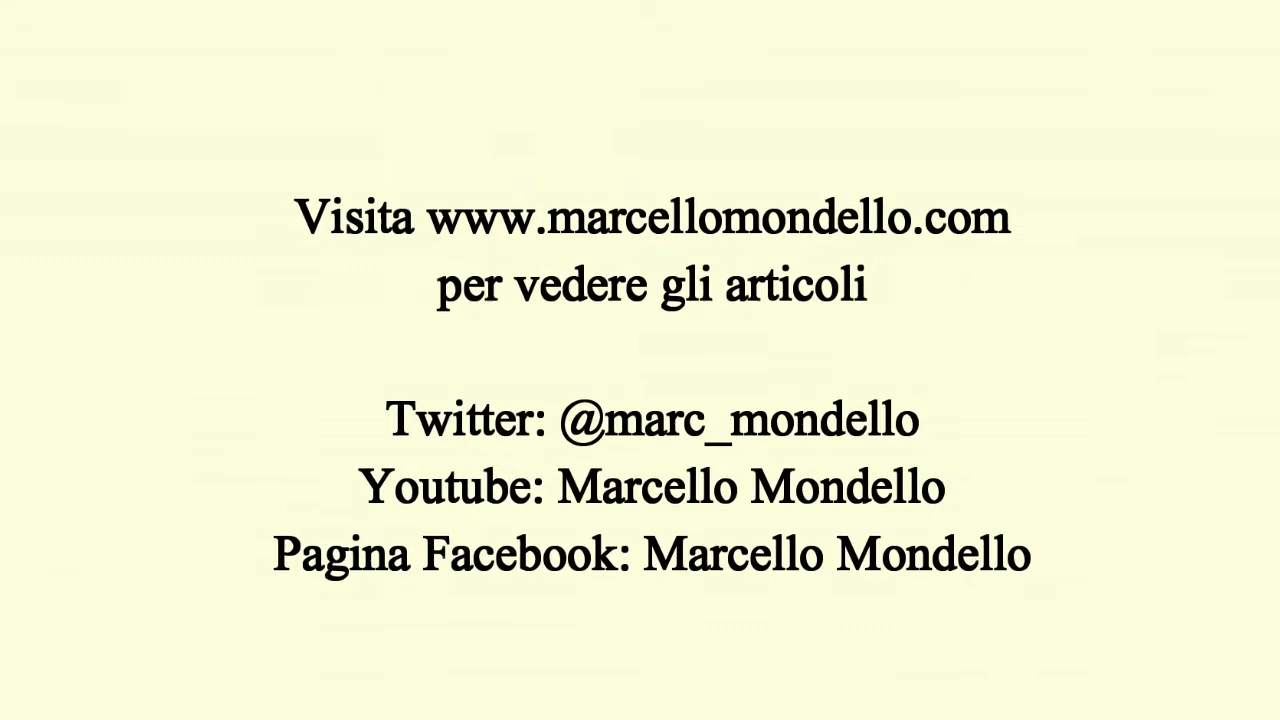 Visita www.marcellomondello.com
per vedere gli articoli
Twitter: @marc_mondello
Youtube: Marcello Mondello
Pagina Facebook: Marcello Mondello